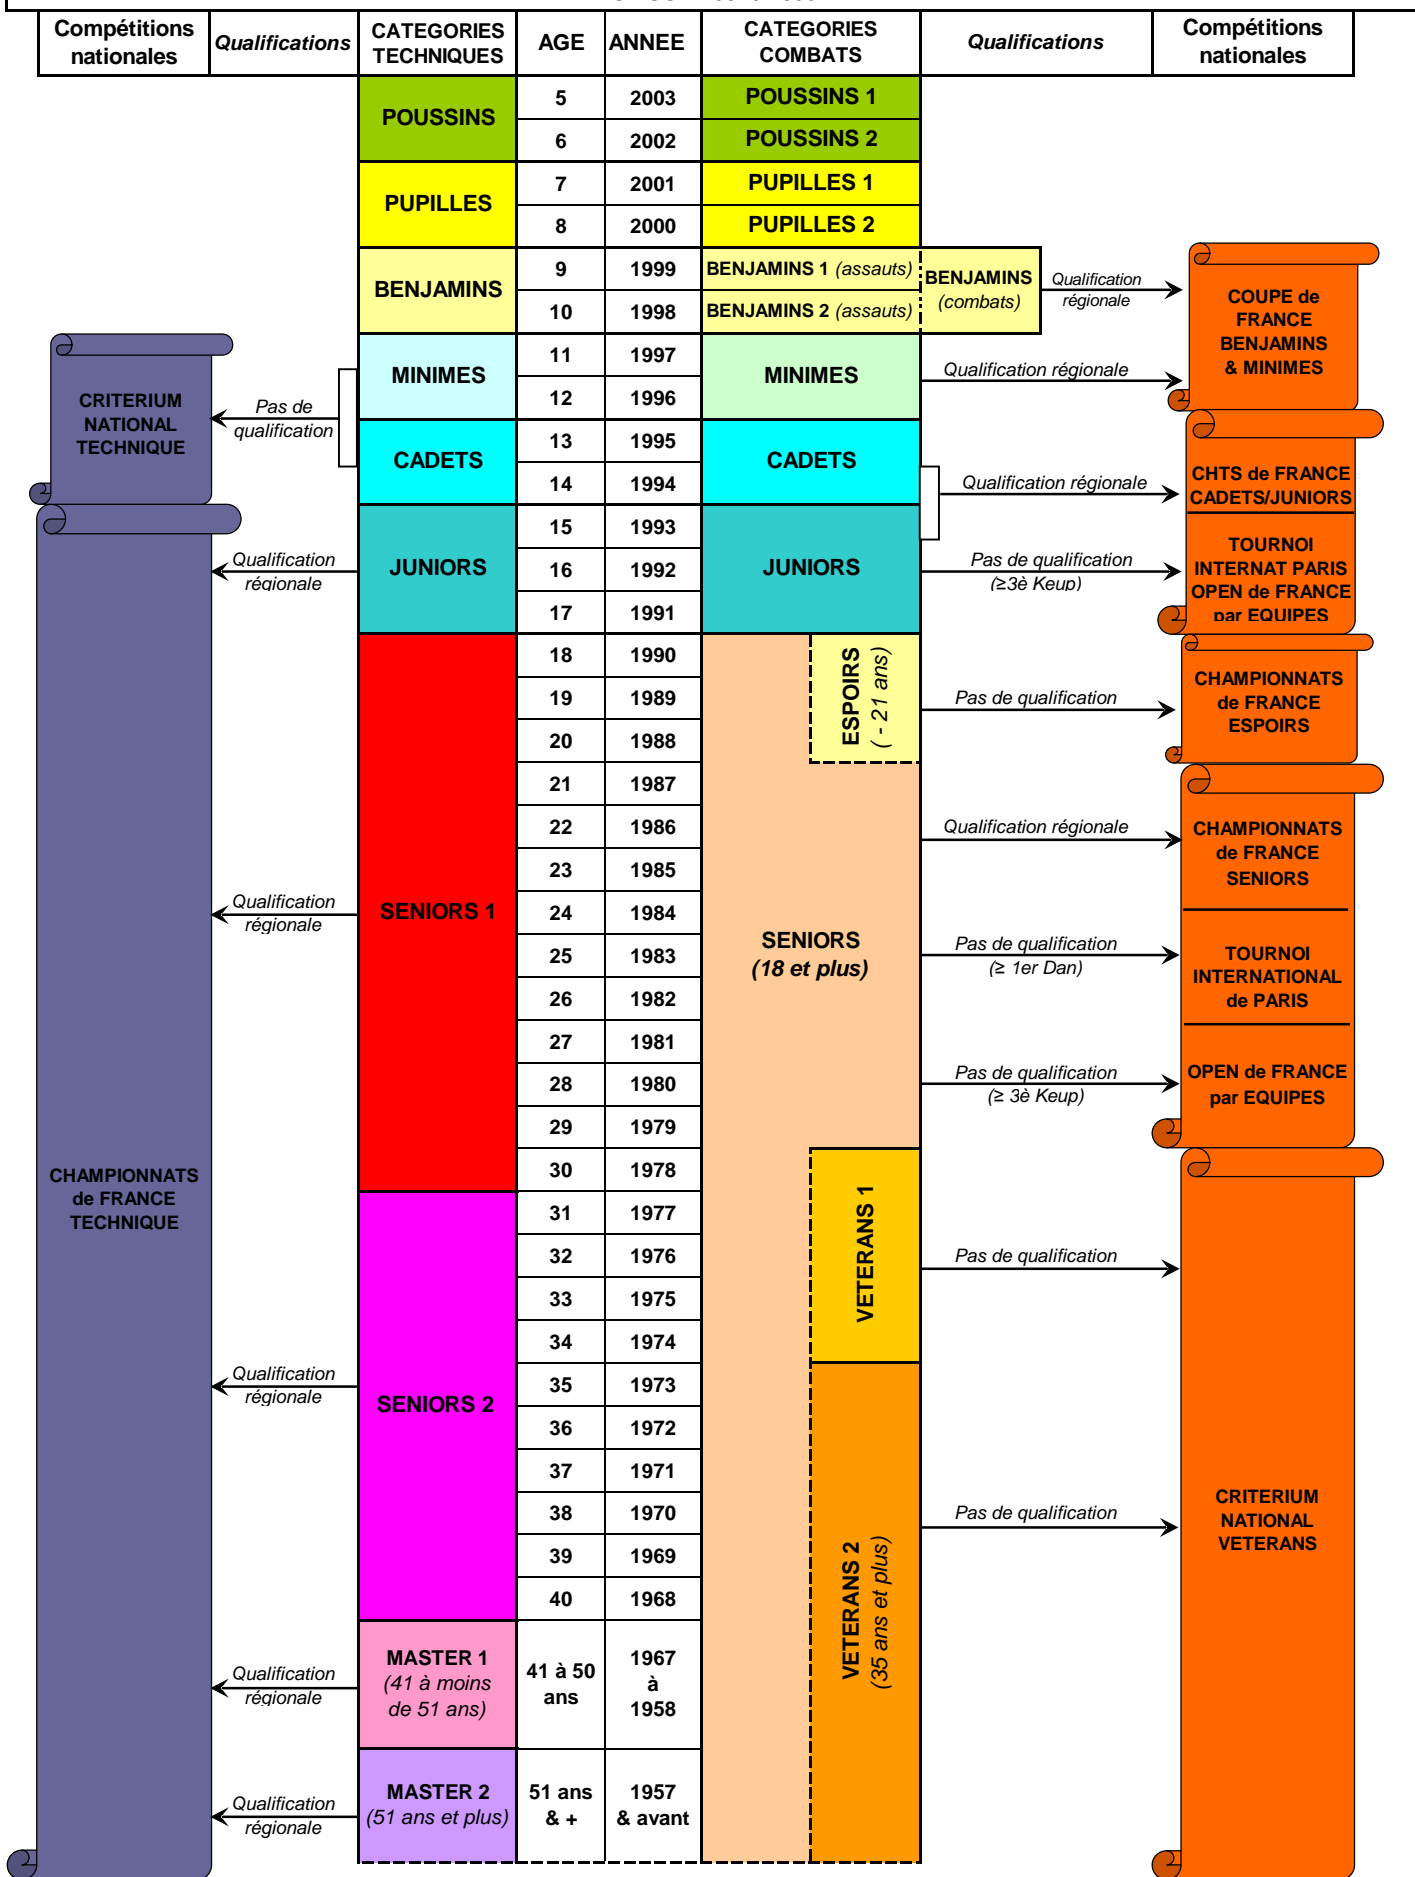 Compétitions nationales
Qualifications
CATEGORIES TECHNIQUES
AGE
ANNEE
CATEGORIES COMBATS
Qualifications
Compétitions nationales
POUSSINS
5 2003 POUSSINS 1
6 2002 POUSSINS 2
PUPILLES
7 2001 PUPILLES 1
8 2000 PUPILLES 2
BENJAMINS
9 1999 BENJAMINS 1 (assauts)
10 1998 BENJAMINS 2 (assauts)
BENJAMINS
(combats)
Qualification
régionale
COUPE de
FRANCE
BENJAMINS
& MINIMES
MINIMES
11 1997
12 1996
MINIMES
Qualification régionale
CRITERIUM
NATIONAL
TECHNIQUE
Pas de
qualification
CADETS
13 1995
14 1994
CADETS
Qualification régionale
CHTS de FRANCE
CADETS/JUNIORS
Qualification
régionale
JUNIORS
15 1993
16 1992
17 1991
JUNIORS
Pas de qualification
(≥3è Keup)
TOURNOI
INTERNAT PARIS
OPEN de FRANCE
par EQUIPES
18 1990
19 1989
20 1988
ESPOIRS
( - 21 ans)
Pas de qualification
CHAMPIONNATS
de FRANCE
ESPOIRS
21 1987
22 1986
23 1985
24 1984
25 1983
26 1982
27 1981
28 1980
29 1979
30 1978
Qualification
régionale
SENIORS 1
SENIORS
(18 et plus)
Qualification régionale
CHAMPIONNATS
de FRANCE
SENIORS
Pas de qualification
(≥ 1er Dan)
TOURNOI
INTERNATIONAL
de PARIS
Pas de qualification
(≥ 3è Keup)
OPEN de FRANCE
par EQUIPES
CHAMPIONNATS
de FRANCE
TECHNIQUE
31 1977
32 1976
33 1975
34 1974
35 1973
36 1972
37 1971
38 1970
39 1969
40 1968
VETERANS 1
Pas de qualification
Qualification
régionale
SENIORS 2
VETERANS 2
(35 ans et plus)
Pas de qualification
CRITERIUM
NATIONAL
VETERANS
Qualification
régionale
MASTER 1
(41 à moins
de 51 ans)
41 à 50
ans
1967
à
1958
Qualification
régionale
MASTER 2
(51 ans et plus)
51 ans
& +
1957
& avant